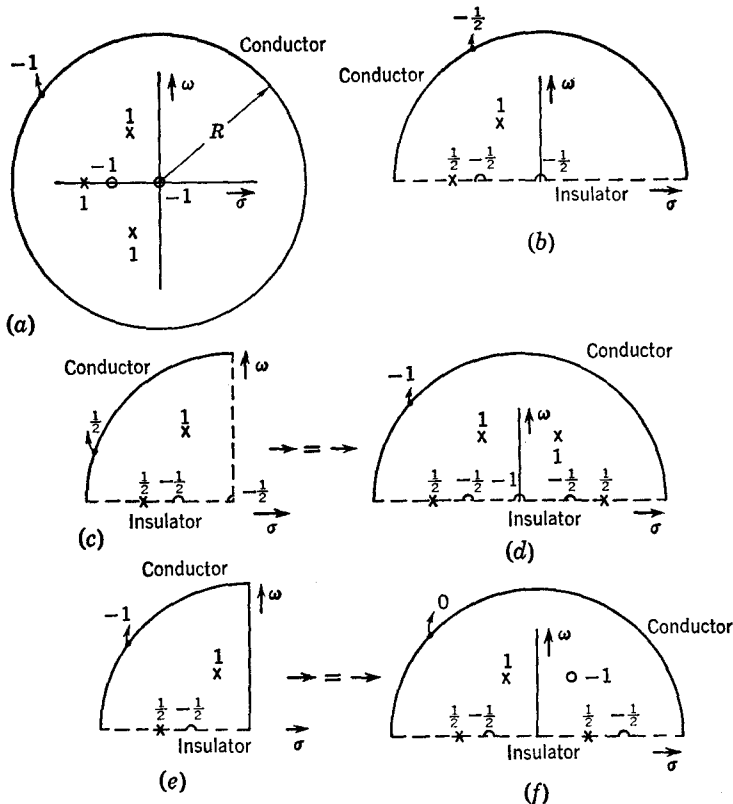 Conductor
-1
ω
1
R
-1
-1
1
σ
1
(a)
-½
Conductor
ω
1
½ -½ -½
Insulator
σ
(b)
Conductor
ω
½
1
½ -½
-½
Insulator
σ
(c)
→ = →
Conductor
-1
ω
1
1
½ -½ -1 -½ ½
Insulator
σ
(d)
Conductor
-1
ω
1
½ -½
Insulator
σ
(e)
→ = →
0
Conductor
ω
1
-1
½ -½ ½ -½
Insulator
σ
(f)